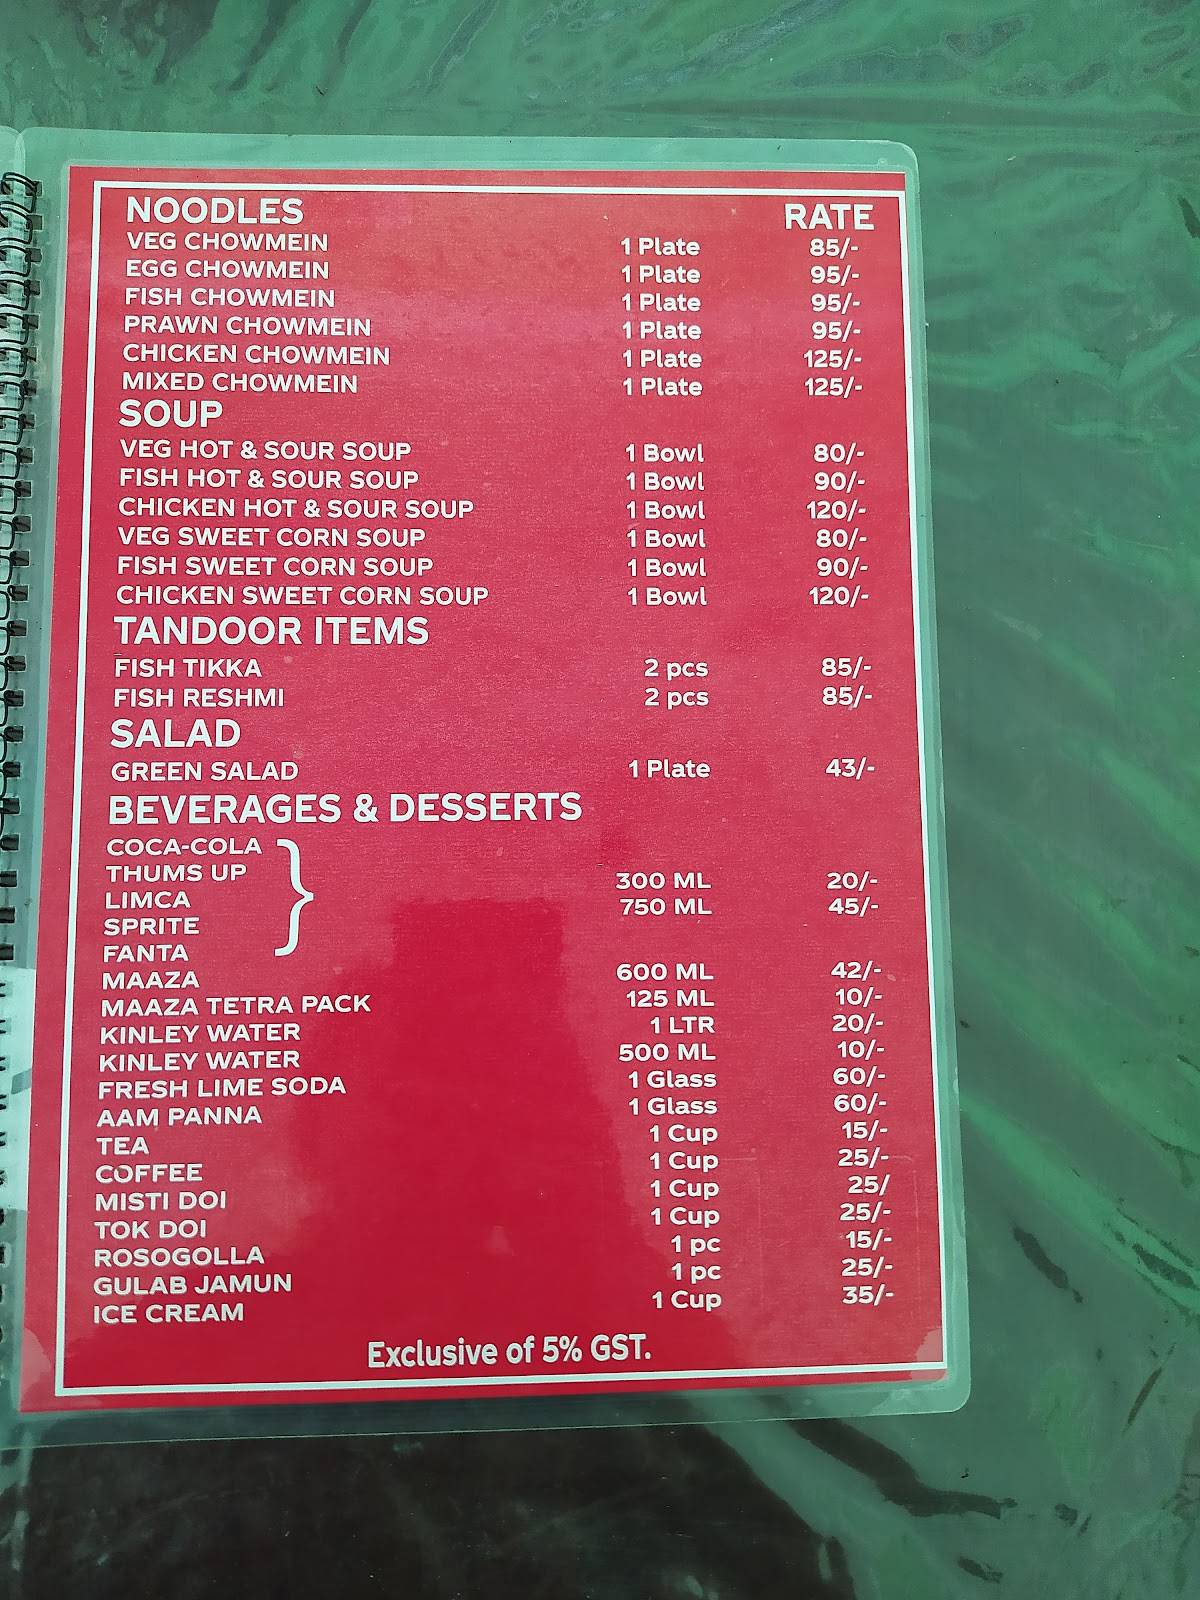 NOODLES RATE
VEG CHOWMEIN 1 Plate 85/-
EGG CHOWMEIN 1 Plate 95/-
FISH CHOWMEIN 1 Plate 95/-
PRAWN CHOWMEIN 1 Plate 95/-
CHICKEN CHOWMEIN 1 Plate 125/-
MIXED CHOWMEIN 1 Plate 125/-
SOUP
VEG HOT & SOUR SOUP 1 Bowl 80/-
FISH HOT & SOUR SOUP 1 Bowl 90/-
CHICKEN HOT & SOUR SOUP 1 Bowl 120/-
VEG SWEET CORN SOUP 1 Bowl 80/-
FISH SWEET CORN SOUP 1 Bowl 90/-
CHICKEN SWEET CORN SOUP 1 Bowl 120/-
TANDOOR ITEMS
FISH TIKKA 2 pcs 85/-
FISH RESHMI 2 pcs 85/-
SALAD
GREEN SALAD 1 Plate 43/-
BEVERAGES & DESSERTS
COCA-COLA
THUMS UP 300 ML 20/-
LIMCA 750 ML 45/-
SPRITE
FANTA
MAAZA 600 ML 42/-
MAAZA TETRA PACK 125 ML 10/-
KINLEY WATER 1 LTR 20/-
KINLEY WATER 500 ML 10/-
FRESH LIME SODA 1 Glass 60/-
AAM PANNA 1 Glass 60/-
TEA 1 Cup 15/-
COFFEE 1 Cup 25/-
MISTI DOI 1 Cup 25/
TOK DOI 1 Cup 25/-
ROSOGOLLA 1 pc 15/-
GULAB JAMUN 1 pc 25/-
ICE CREAM 1 Cup 35/-
Exclusive of 5% GST.